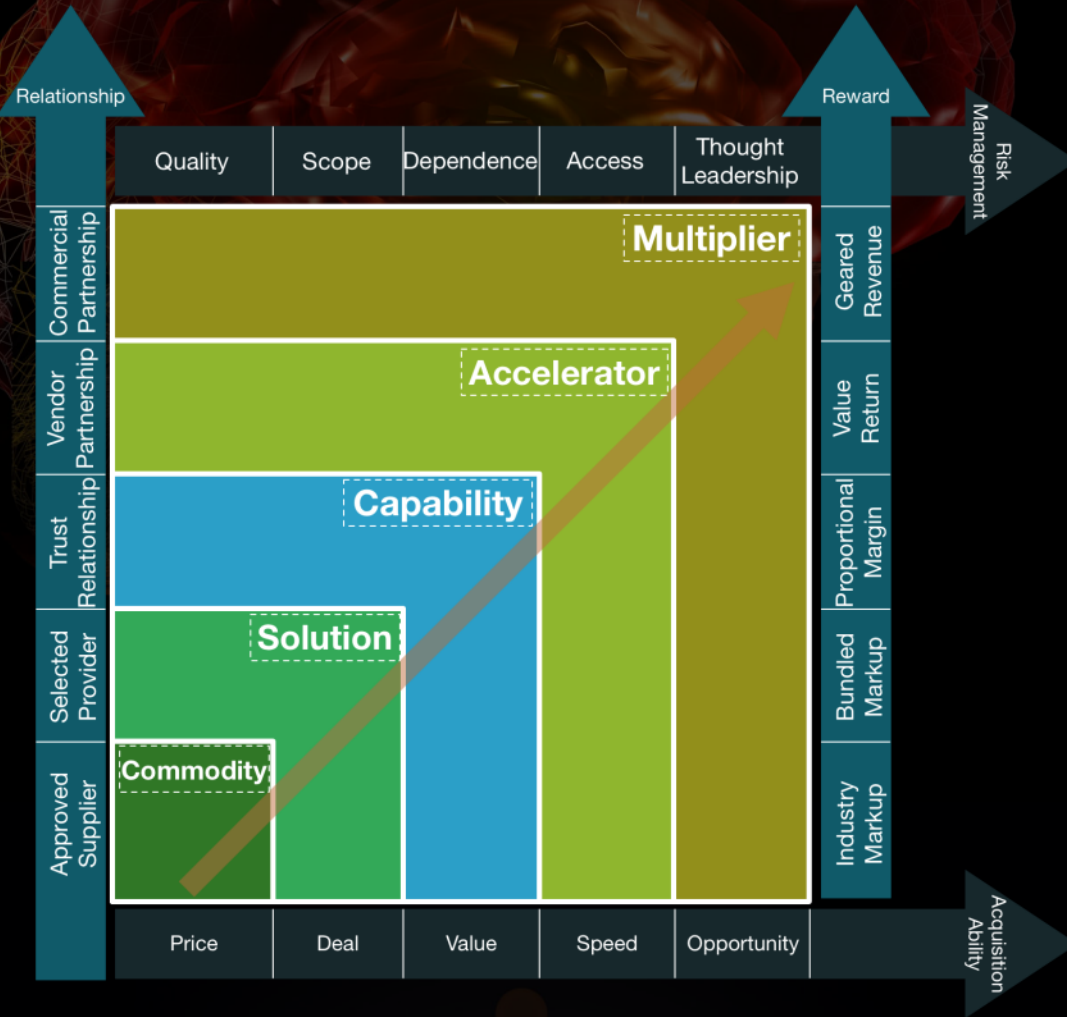 Relationship
Reward
Risk
Management
Quality
Scope
Dependence
Access
Thought
Leadership
Commercial
Partnership
Multiplier
Geared
Revenue
Vendor
Partnership
Accelerator
Value
Return
Trust
Relationship
Capability
Proportional
Margin
Selected
Provider
Solution
Bundled
Markup
Approved
Supplier
Commodity
Industry
Markup
Price
Deal
Value
Speed
Opportunity
Acquisition
Ability